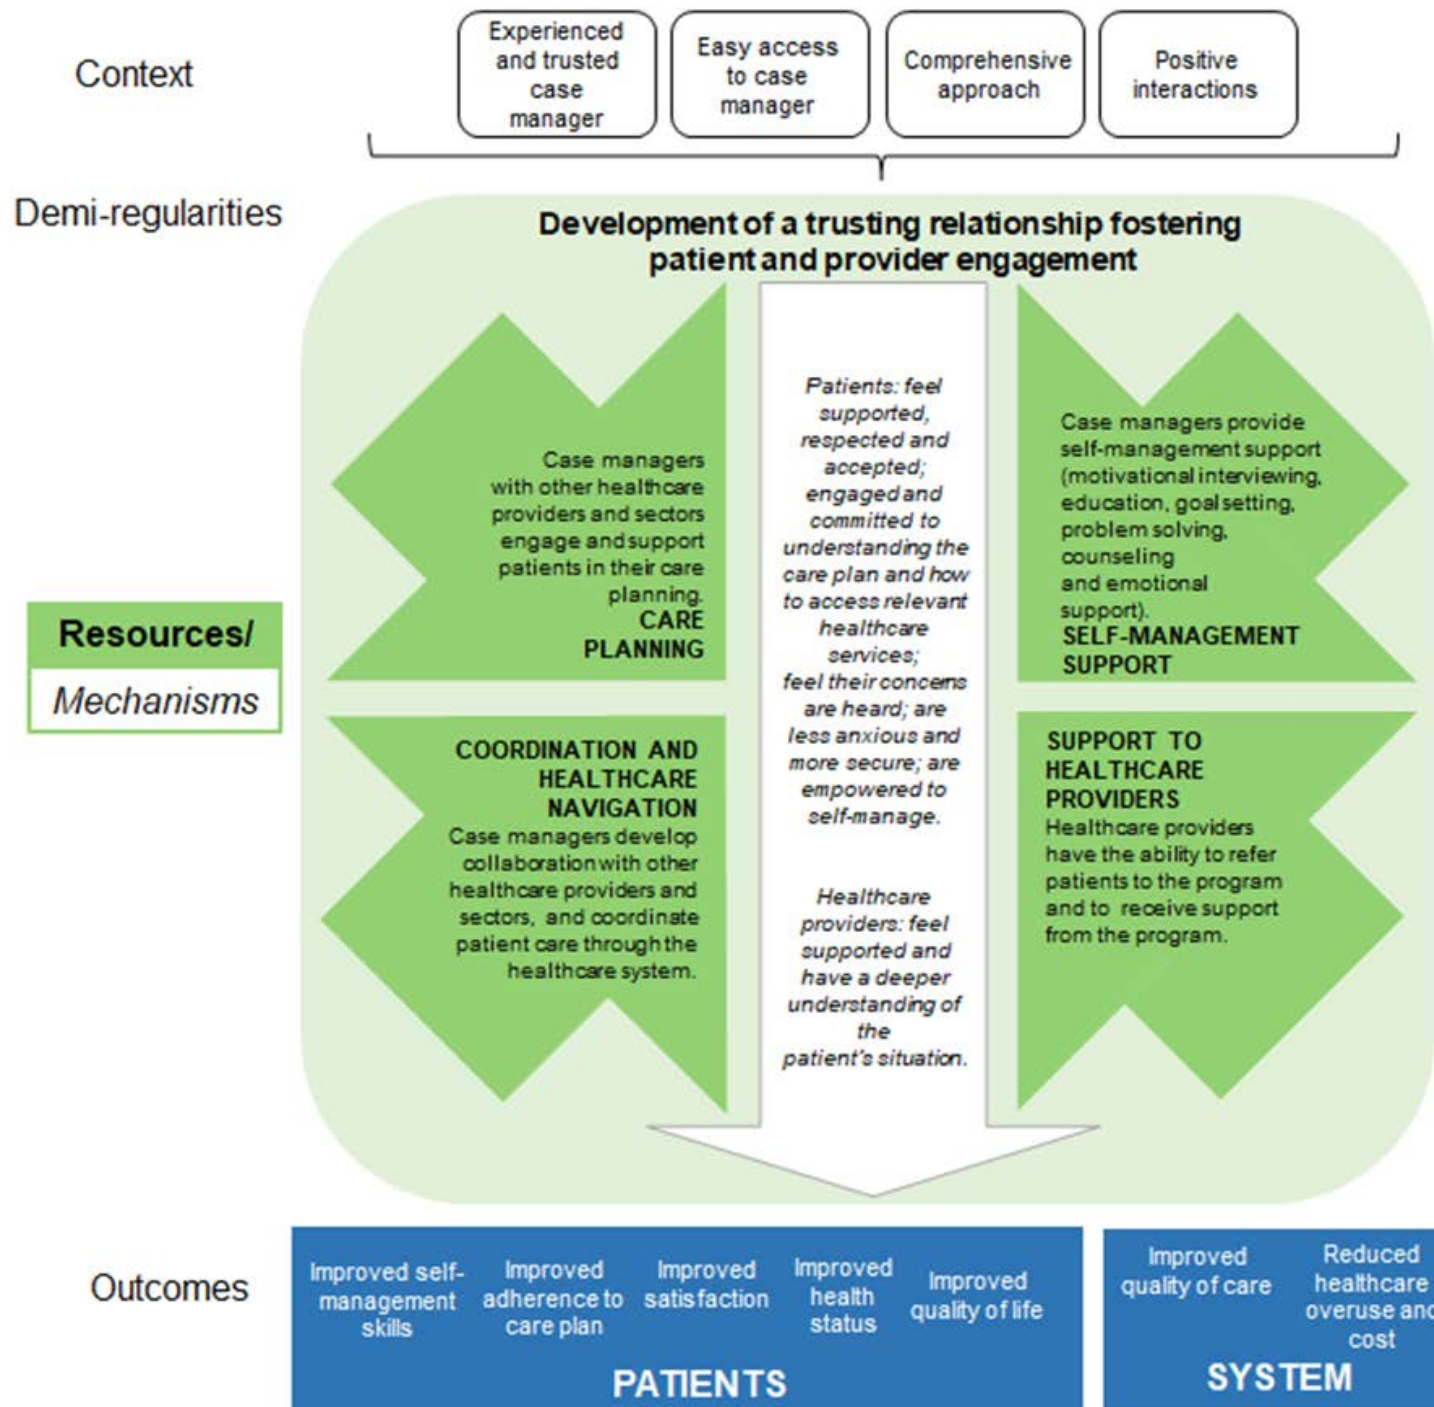 Context
Experienced
and trusted
case
manager
Easy access
to case
manager
Comprehensive
approach
Positive
interactions
Demi-regularities
Development of a trusting relationship fostering
patient and provider engagement
Case managers
with other healthcare
providers and sectors
engage and support
patients in their care
planning.
CARE
PLANNING
Patients: feel
supported,
respected and
accepted;
engaged and
committed to
understanding the
care plan and how
to access relevant
healthcare
services;
feel their concerns
are heard; are
less anxious and
more secure; are
empowered to
self-manage.
Healthcare
providers: feel
supported and
have a deeper
understanding of
the
patient's situation.
Case managers provide
self-management support
(motivational interviewing,
education, goal setting,
problem solving,
counseling
and emotional
support).
SELF-MANAGEMENT
SUPPORT
Resources/
Mechanisms
COORDINATION AND
HEALTHCARE
NAVIGATION
Case managers develop
collaboration with other
healthcare providers and
sectors, and coordinate
patient care through the
healthcare system.
SUPPORT TO
HEALTHCARE
PROVIDERS
Healthcare providers
have the ability to refer
patients to the program
and to receive support
from the program.
Outcomes
Improved self-
management
skills
Improved
adherence to
care plan
Improved
satisfaction
Improved
health
status
Improved
quality of life
PATIENTS
Improved
quality of care
Reduced
healthcare
overuse and
cost
SYSTEM